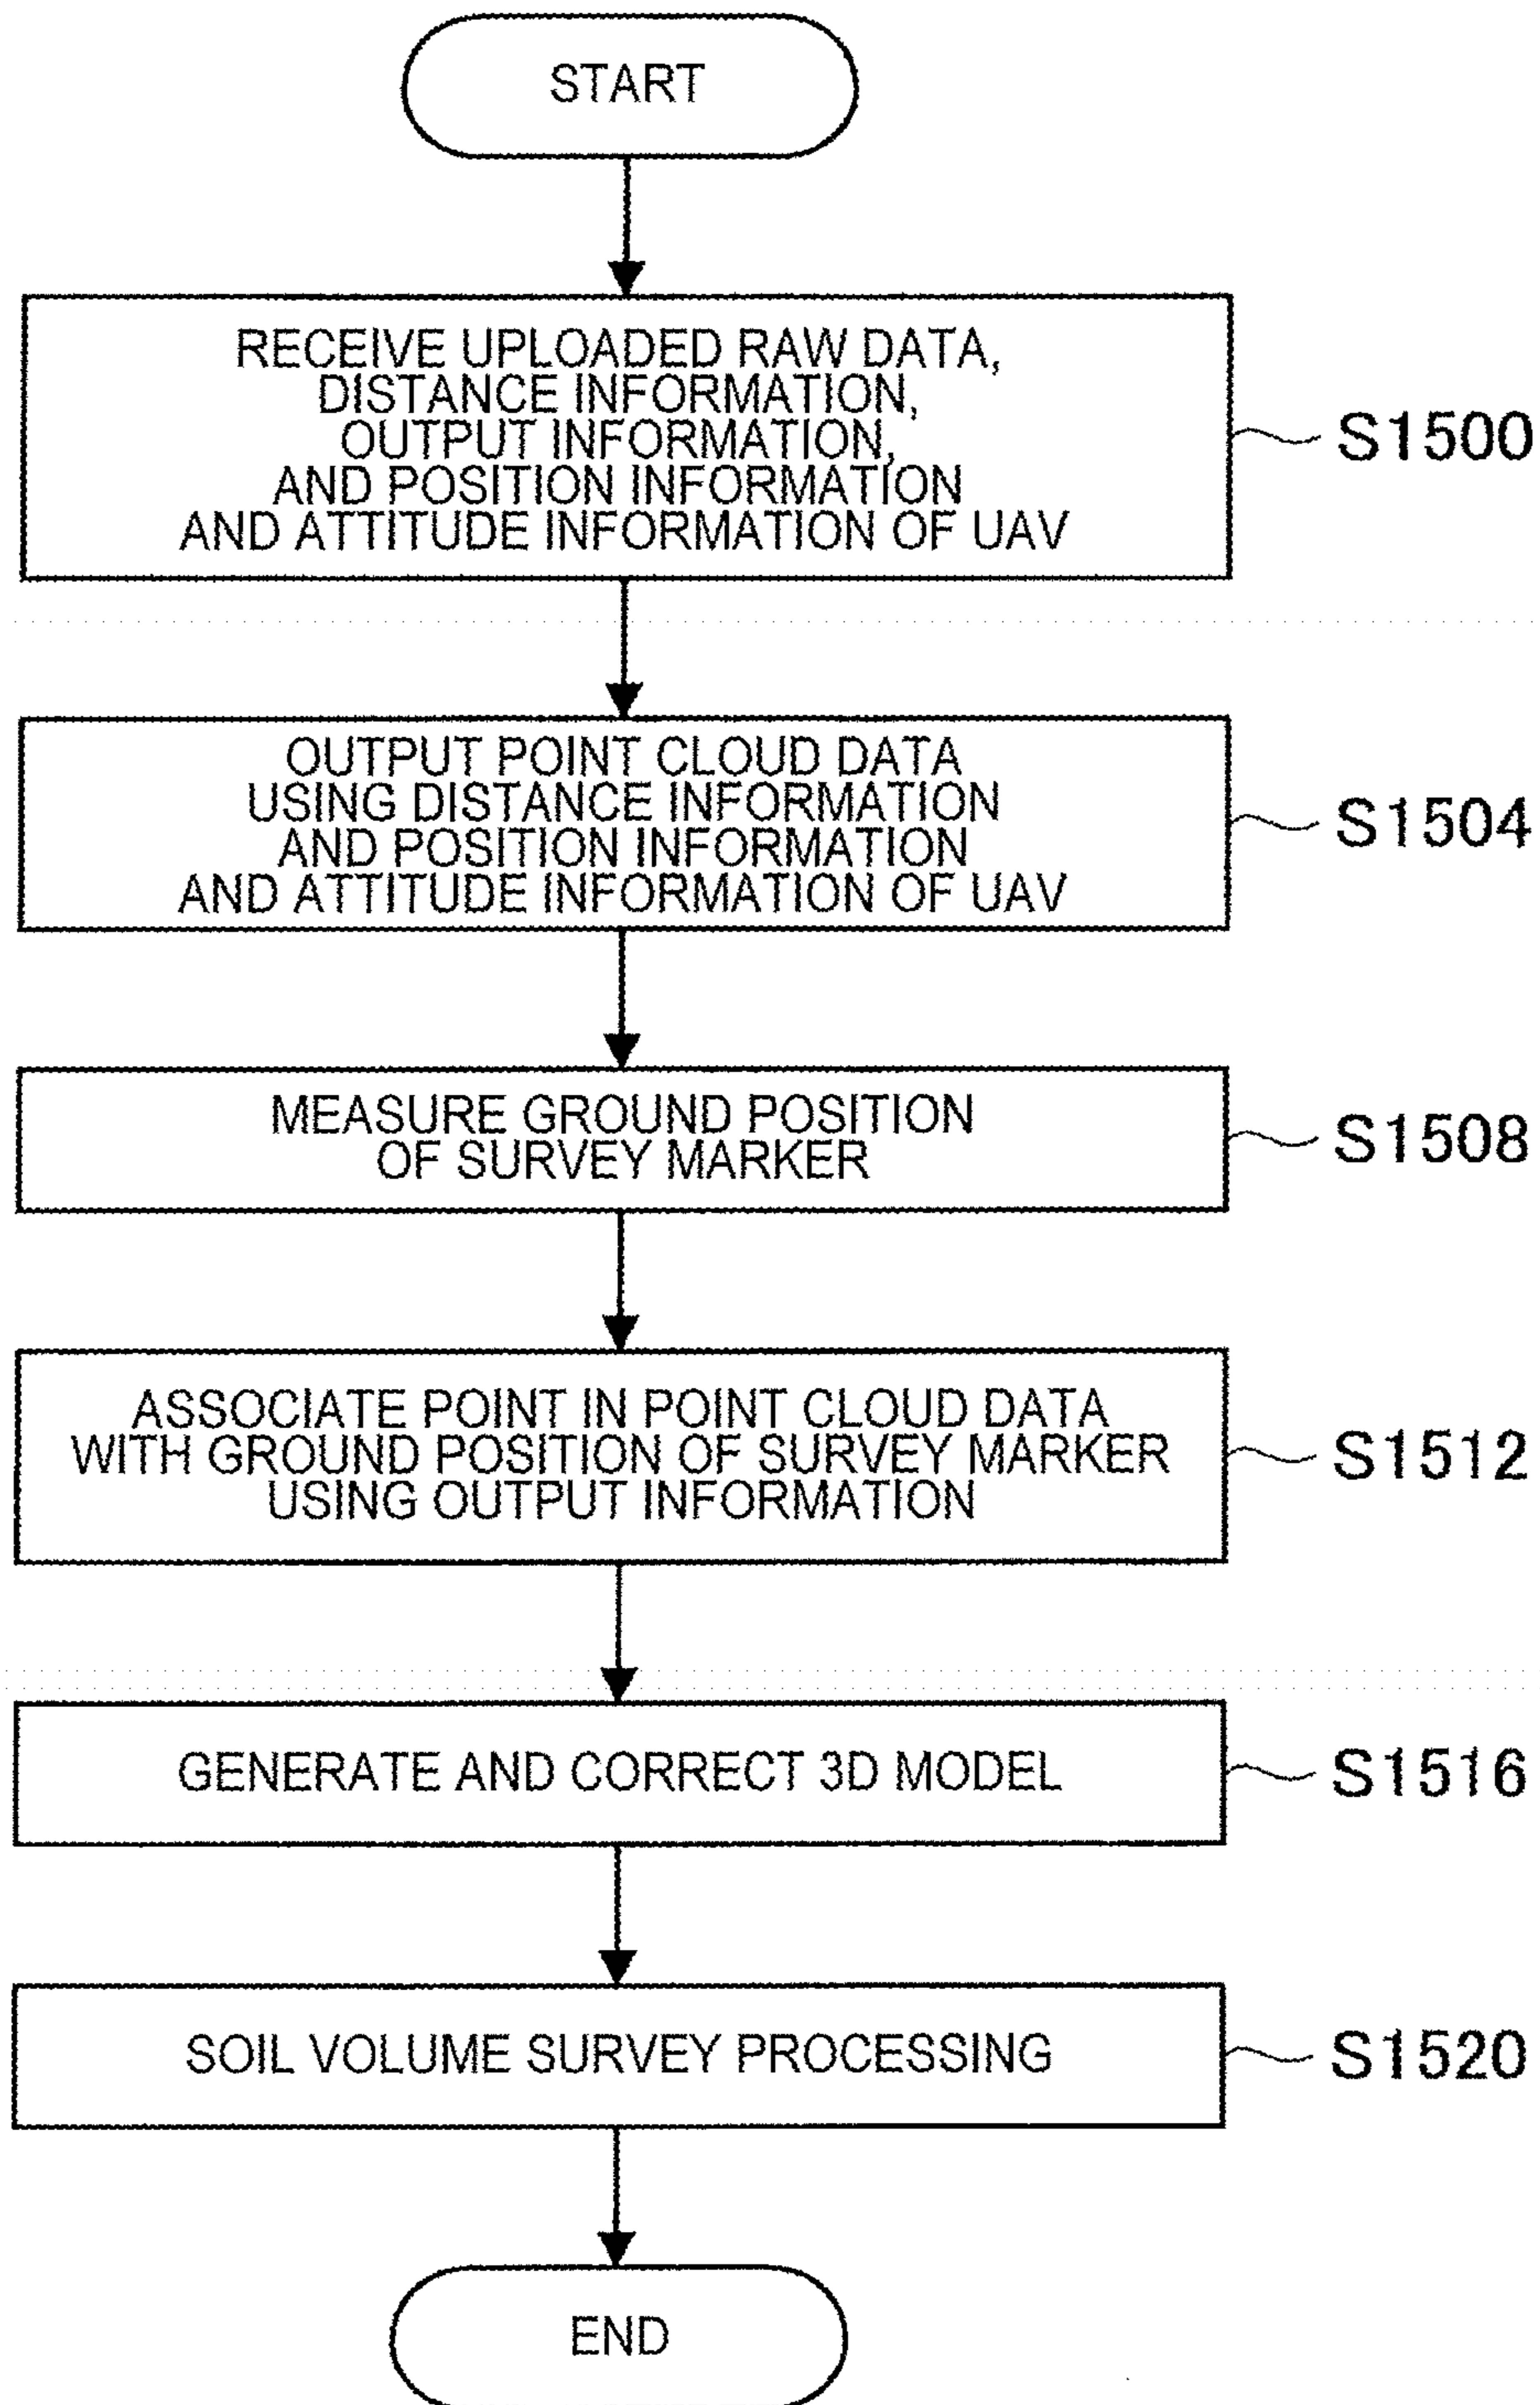 START
RECEIVE UPLOADED RAW DATA,
DISTANCE INFORMATION,
OUTPUT INFORMATION,
AND POSITION INFORMATION
AND ATTITUDE INFORMATION OF UAV
S1500
OUTPUT POINT CLOUD DATA
USING DISTANCE INFORMATION
AND POSITION INFORMATION
AND ATTITUDE INFORMATION OF UAV
S1504
MEASURE GROUND POSITION
OF SURVEY MARKER
S1508
ASSOCIATE POINT IN POINT CLOUD DATA
WITH GROUND POSITION OF SURVEY MARKER
USING OUTPUT INFORMATION
S1512
GENERATE AND CORRECT 3D MODEL
S1516
SOIL VOLUME SURVEY PROCESSING
S1520
END